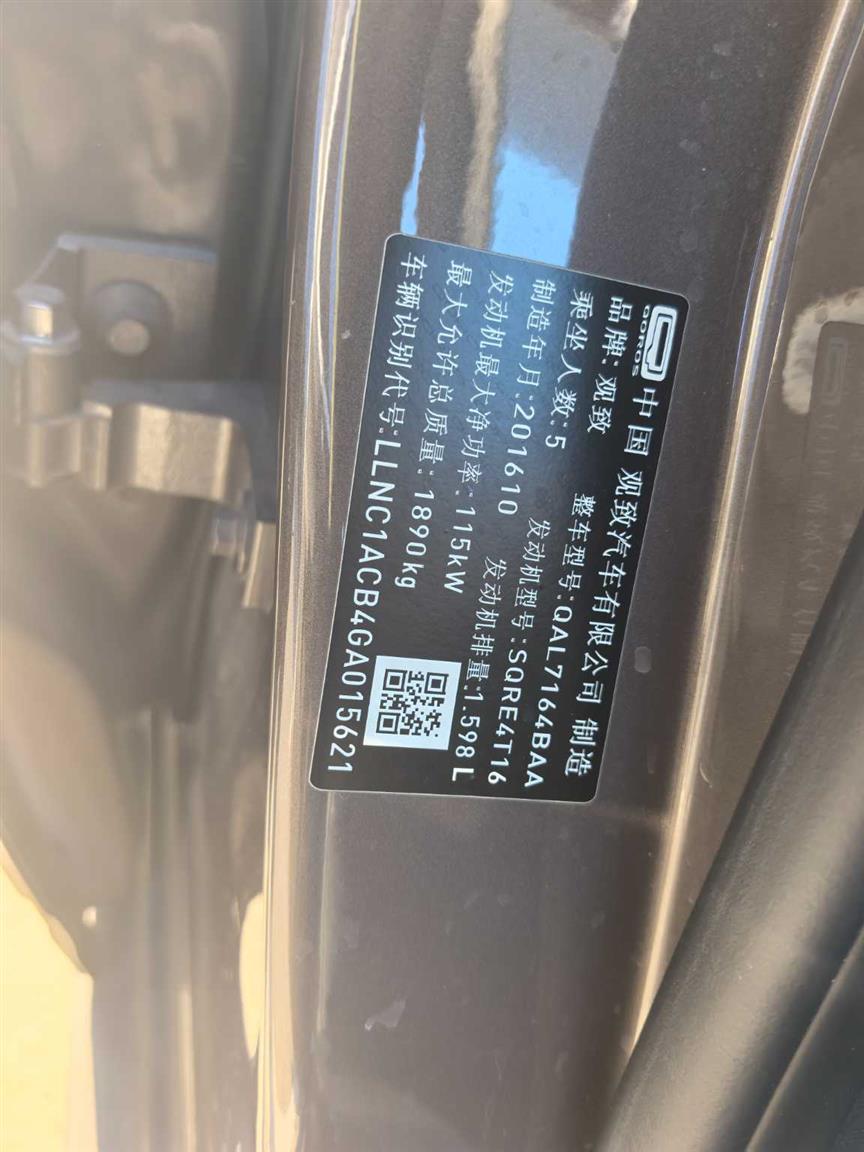 QOROS 中国 观致汽车有限公司 制造
品牌:观致 整车型号:QAL7164BAA
乘坐人数:5 发动机型号:SQRE4T16
制造年月:201610 发动机排量:1.598L
发动机最大净功率:115kW
最大允许总质量:1890kg
车辆识别代号:LLNC1ACB4GA015621